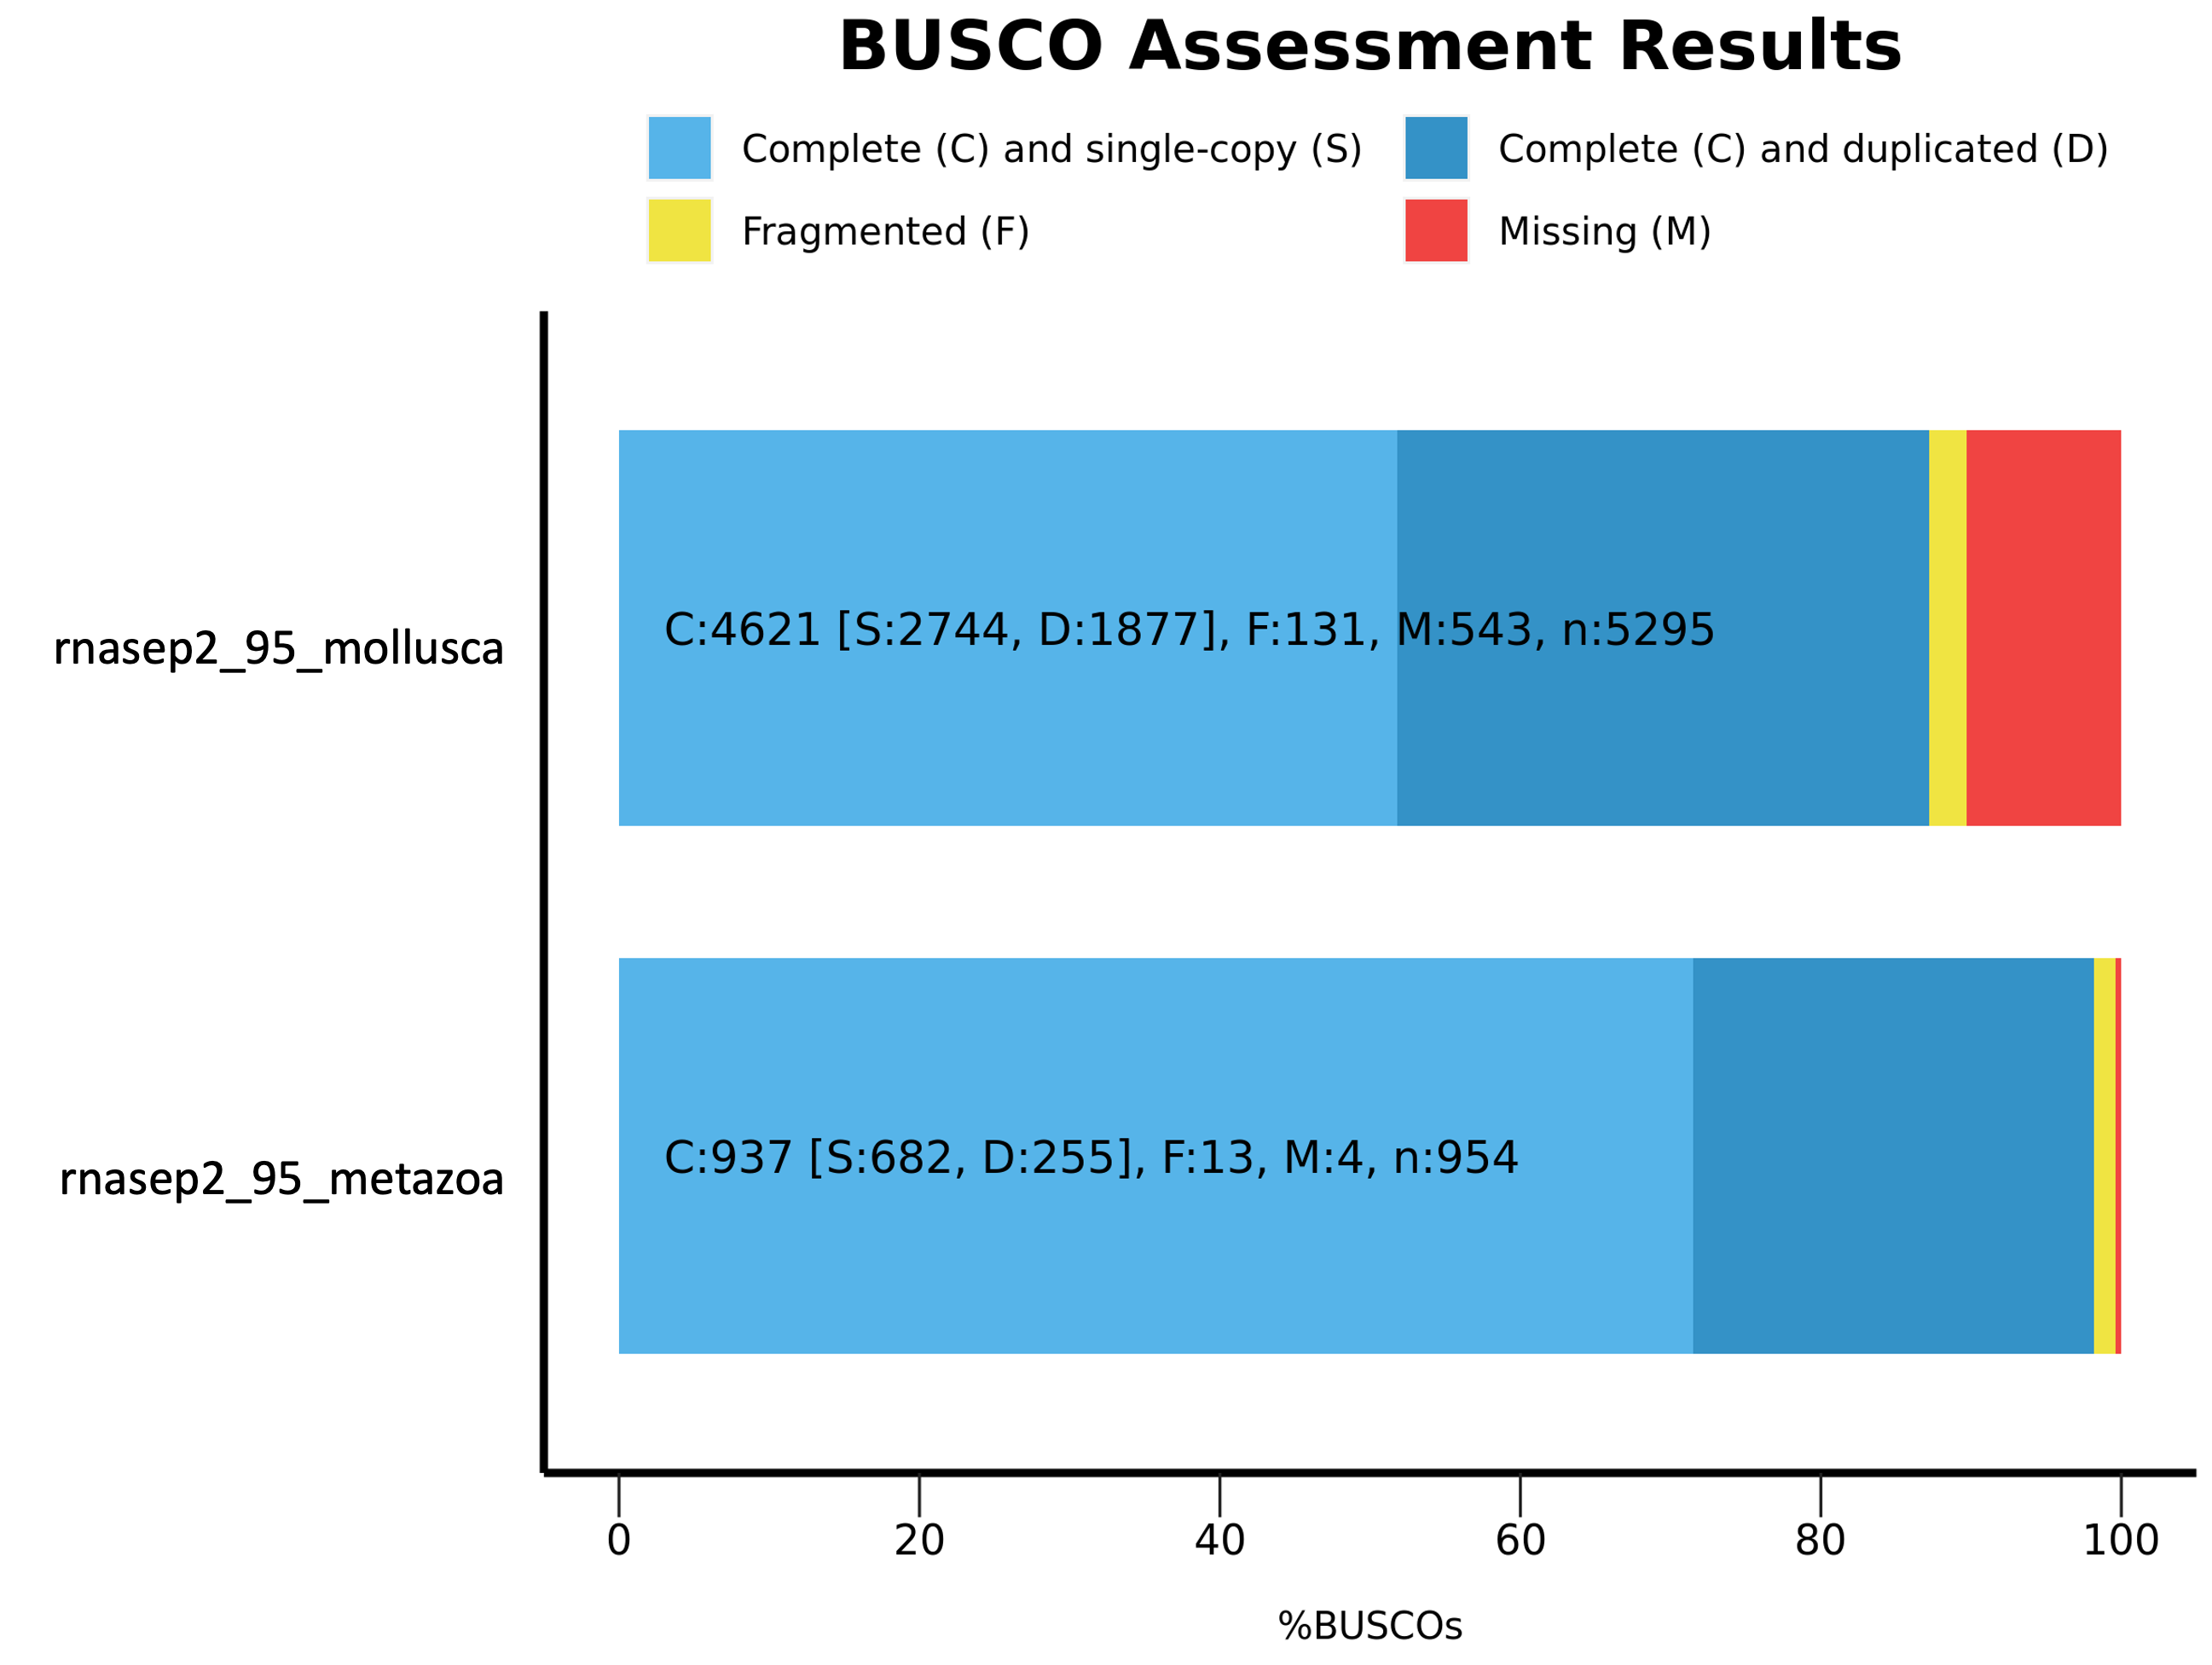 BUSCO Assessment Results
Complete (C) and single-copy (S)
Complete (C) and duplicated (D)
Fragmented (F)
Missing (M)
rnasep2_95_mollusca
C:4621 [S:2744, D:1877], F:131, M:543, n:5295
rnasep2_95_metazoa
C:937 [S:682, D:255], F:13, M:4, n:954
0 20 40 60 80 100
%BUSCOs